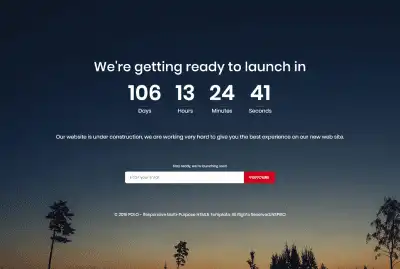 We're getting ready to launch in
106 13 24 41
Days Hours Minutes Seconds
Our website is under construction, we are working very hard to give you the best experience on our new web site.
Stay ready, we're launching soon
Enter your Email
© 2016 POLO - Responsive Multi-Purpose HTML5 Template. All Rights Reserved.